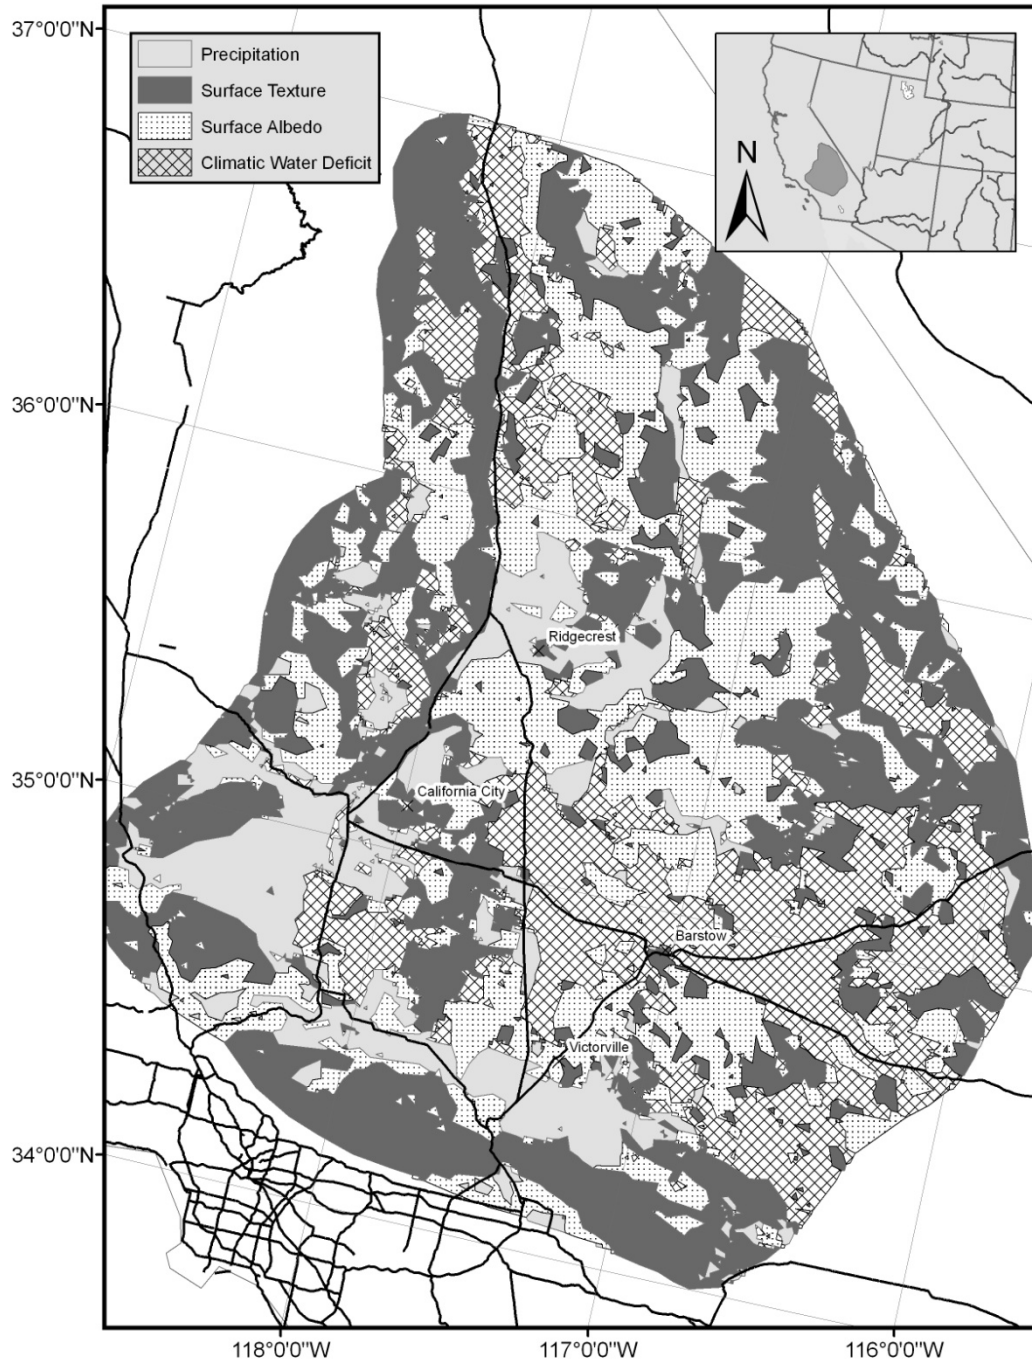 37°0'0"N
Precipitation
Surface Texture
Surface Albedo
Climatic Water Deficit
N
36°0'0"N
Ridgecrest
35°0'0"N
California City
Barstow
Victorville
34°0'0"N
118°0'0"W
117°0'0"W
116°0'0"W